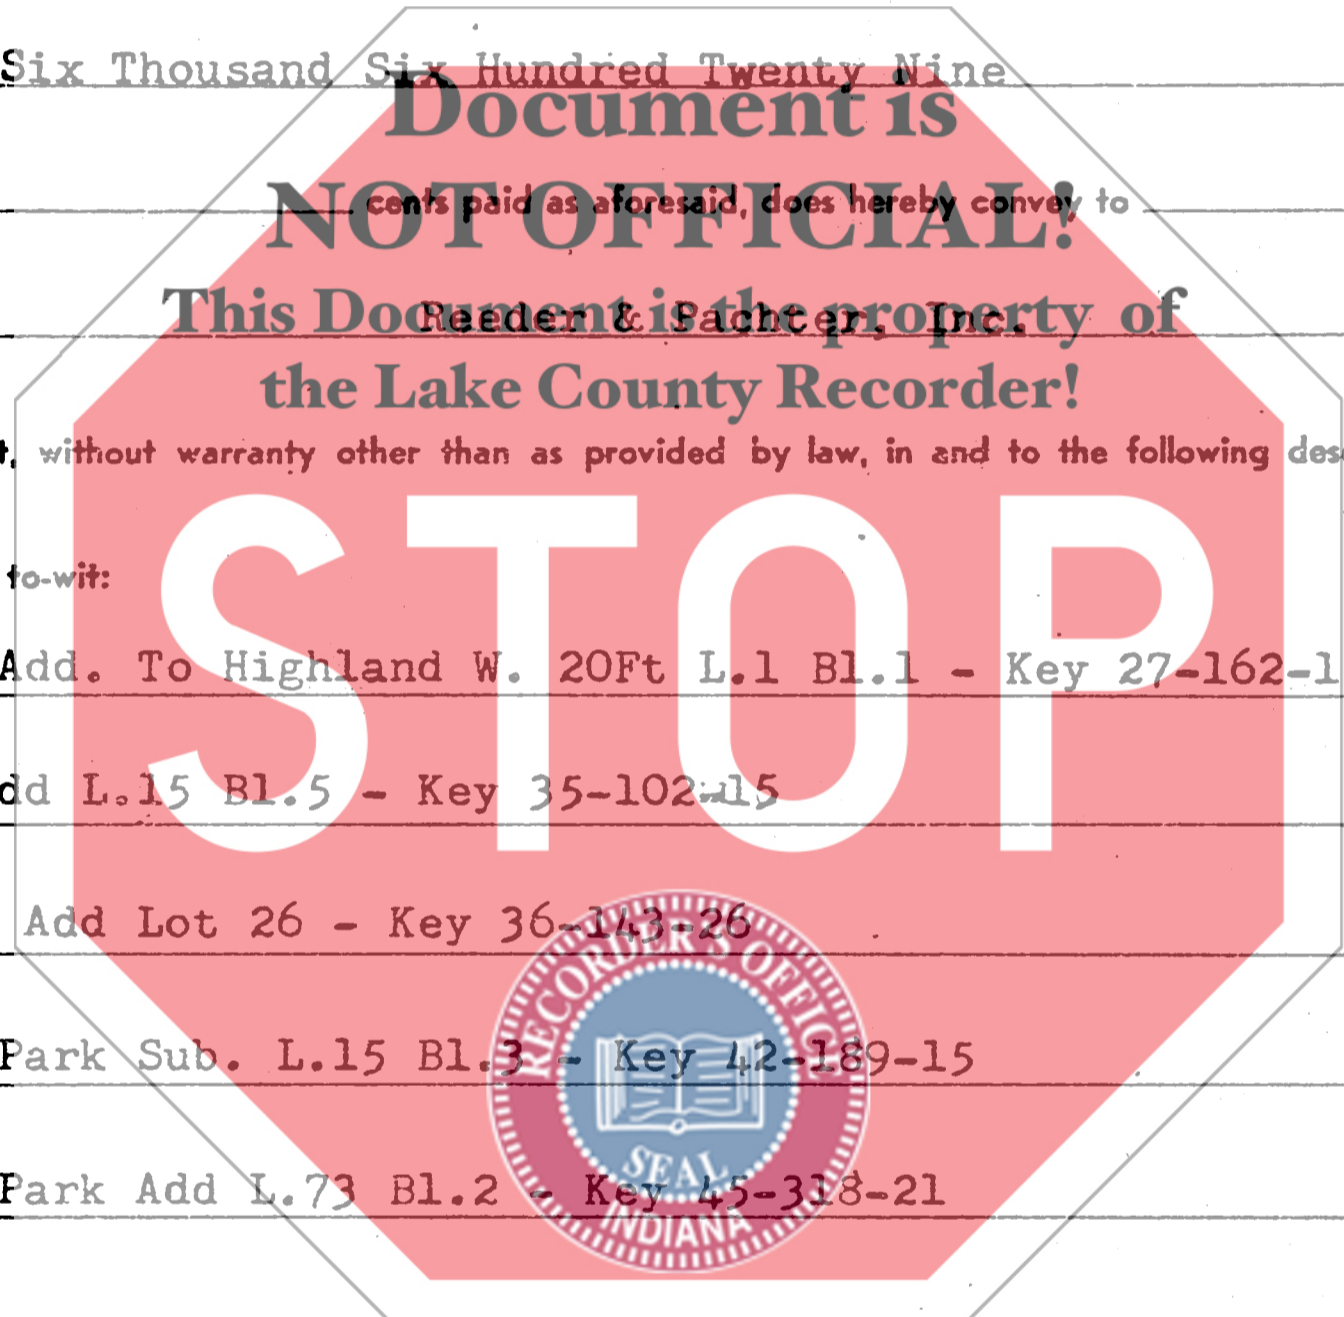 Six Thousand Six Hundred Twenty Nine
Document is
NOT OFFICIAL!
cents paid as aforesaid, does hereby convey to
This Document is the property of
Reeder & Pachter, Inc.
the Lake County Recorder!
t, without warranty other than as provided by law, in and to the following des
STOP
to-wit:
Add. To Highland W. 20Ft L.1 Bl.1 - Key 27-162-1
dd L.15 Bl.5 - Key 35-102-15
Add Lot 26 - Key 36-143-26
RECORDER'S OFFICE
Park Sub. L.15 Bl.3 - Key 42-189-15
SEAL
Park Add L.73 Bl.2 - Key 45-318-21
INDIANA